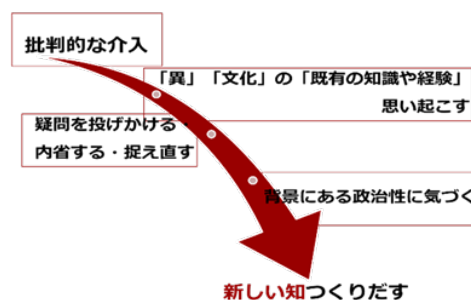 批判的な介入
「異」「文化」の「既有の知識や経験」
思い起こす
疑問を投げかける・
内省する・捉え直す
背景にある政治性に気づく
新しい知つくりだす